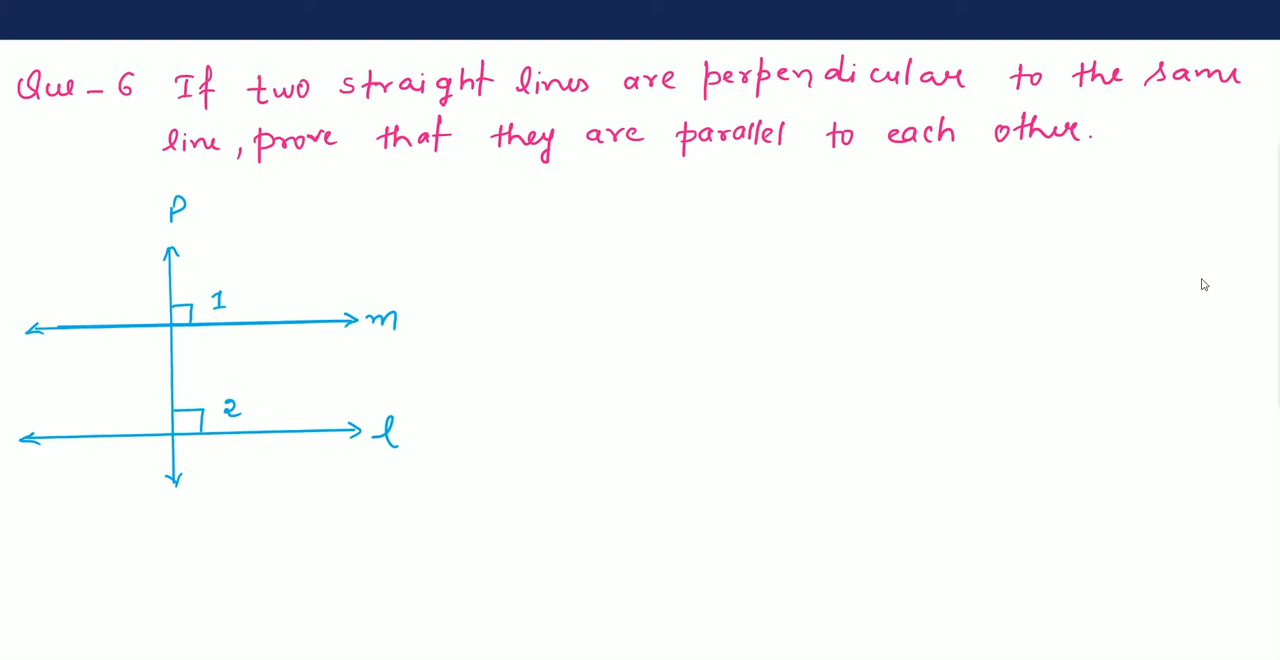 Que - 6 If two straight lines are perpendicular to the same
line, prove that they are parallel to each other.
P
1
m
2
l